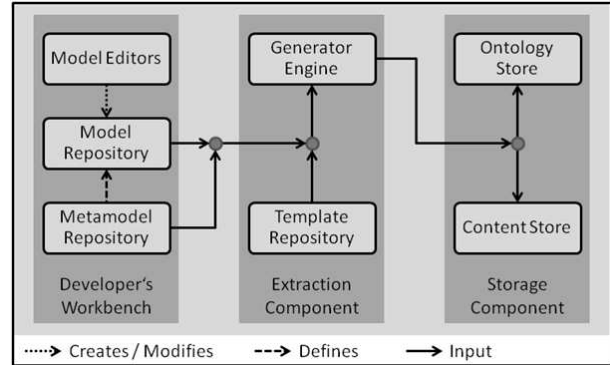 Model Editors
Model
Repository
Metamodel
Repository
Developer's
Workbench
Generator
Engine
Template
Repository
Extraction
Component
Ontology
Store
Content Store
Storage
Component
Creates / Modifies
Defines
Input